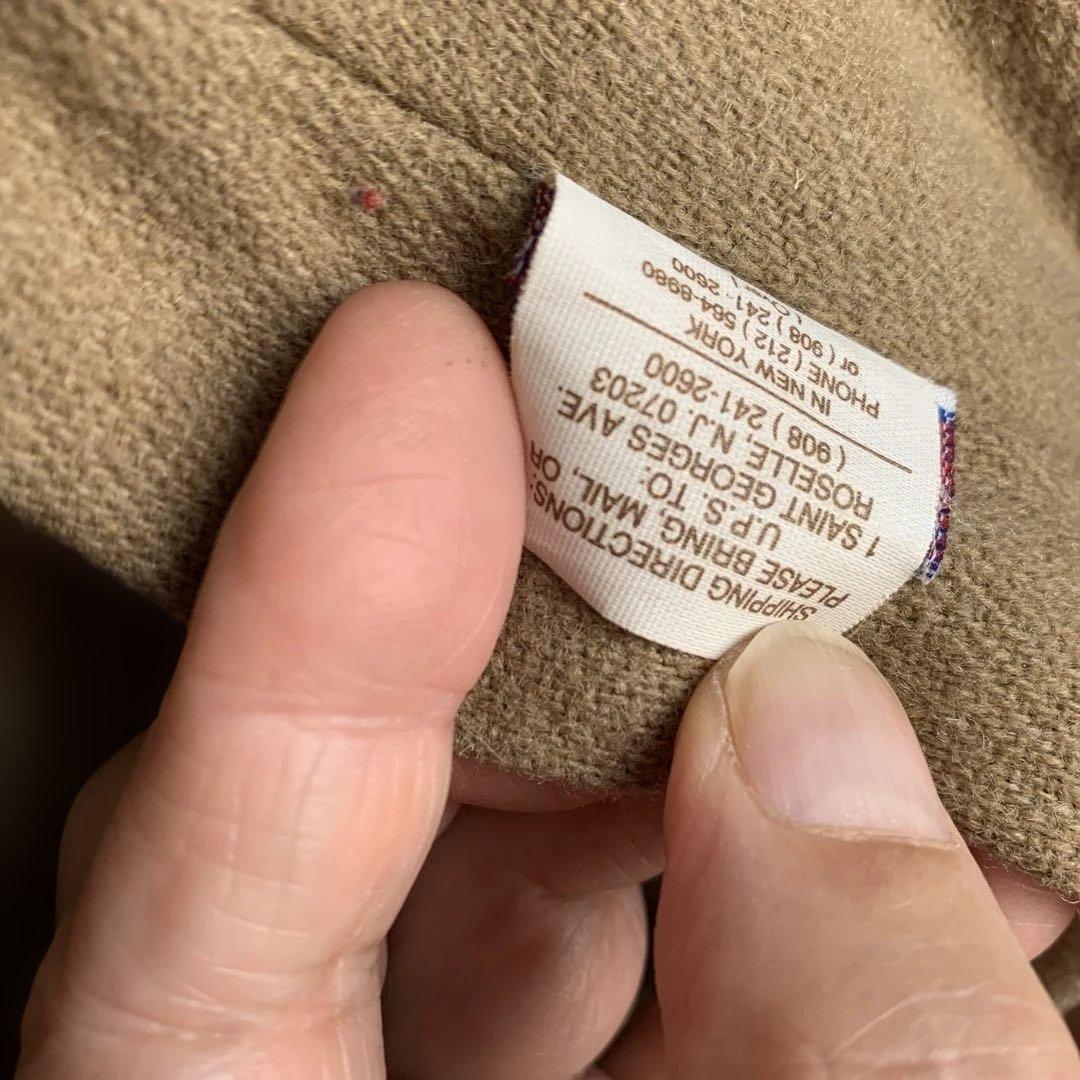 SHIPPING DIRECTIONS:
PLEASE BRING, MAIL, OR
U.P.S. TO:
1 SAINT GEORGES AVE.
ROSELLE, N.J. 07203
( 908 ) 241-2600
IN NEW YORK
PHONE ( 212 ) 564-8980
or ( 908 ) 241 - 2600